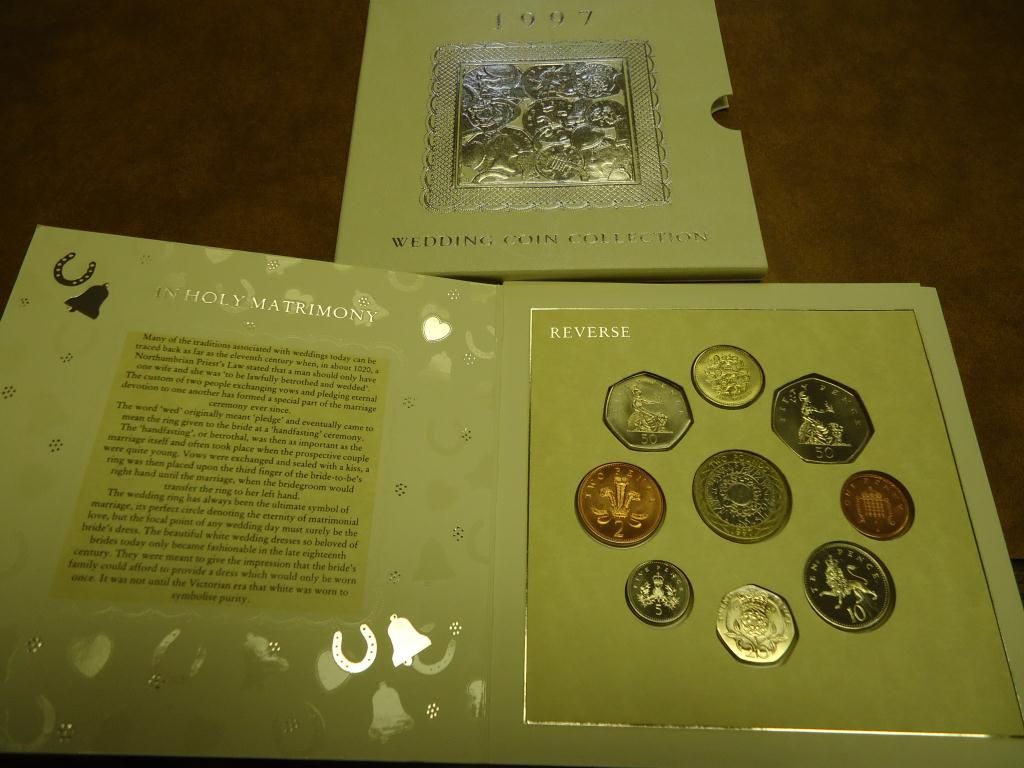 1997
WEDDING COIN COLLECTION
IN HOLY MATRIMONY
Many of the traditions associated with weddings today can be
traced back as far as the eleventh century when, in about 1020, a
Northumbrian Priest's Law stated that a man should only have
one wife and she was 'to be lawfully betrothed and wedded'.
The custom of two people exchanging vows and pledging eternal
devotion to one another has formed a special part of the marriage
ceremony ever since.
The word 'wed' originally meant 'pledge' and eventually came to
mean the ring given to the bride at a 'handfasting' ceremony.
The 'handfasting', or betrothal, was then as important as the
marriage itself and often took place when the prospective couple
were quite young. Vows were exchanged and sealed with a kiss, a
ring was then placed upon the third finger of the bride-to-be's
right hand until the marriage, when the bridegroom would
transfer the ring to her left hand.
The wedding ring has always been the ultimate symbol of
marriage, its perfect circle denoting the eternity of matrimonial
love, but the focal point of any wedding day must surely be the
bride's dress. The beautiful white wedding dresses so beloved of
brides today only became fashionable in the late eighteenth
century. They were meant to give the impression that the bride's
family could afford to provide a dress which would only be worn
once. It was not until the Victorian era that white was worn to
symbolise purity.
REVERSE
50
FIFTY PENCE
50
TWO PENCE
2
ONE PENNY
1
FIVE PENCE
5
TEN PENCE
10